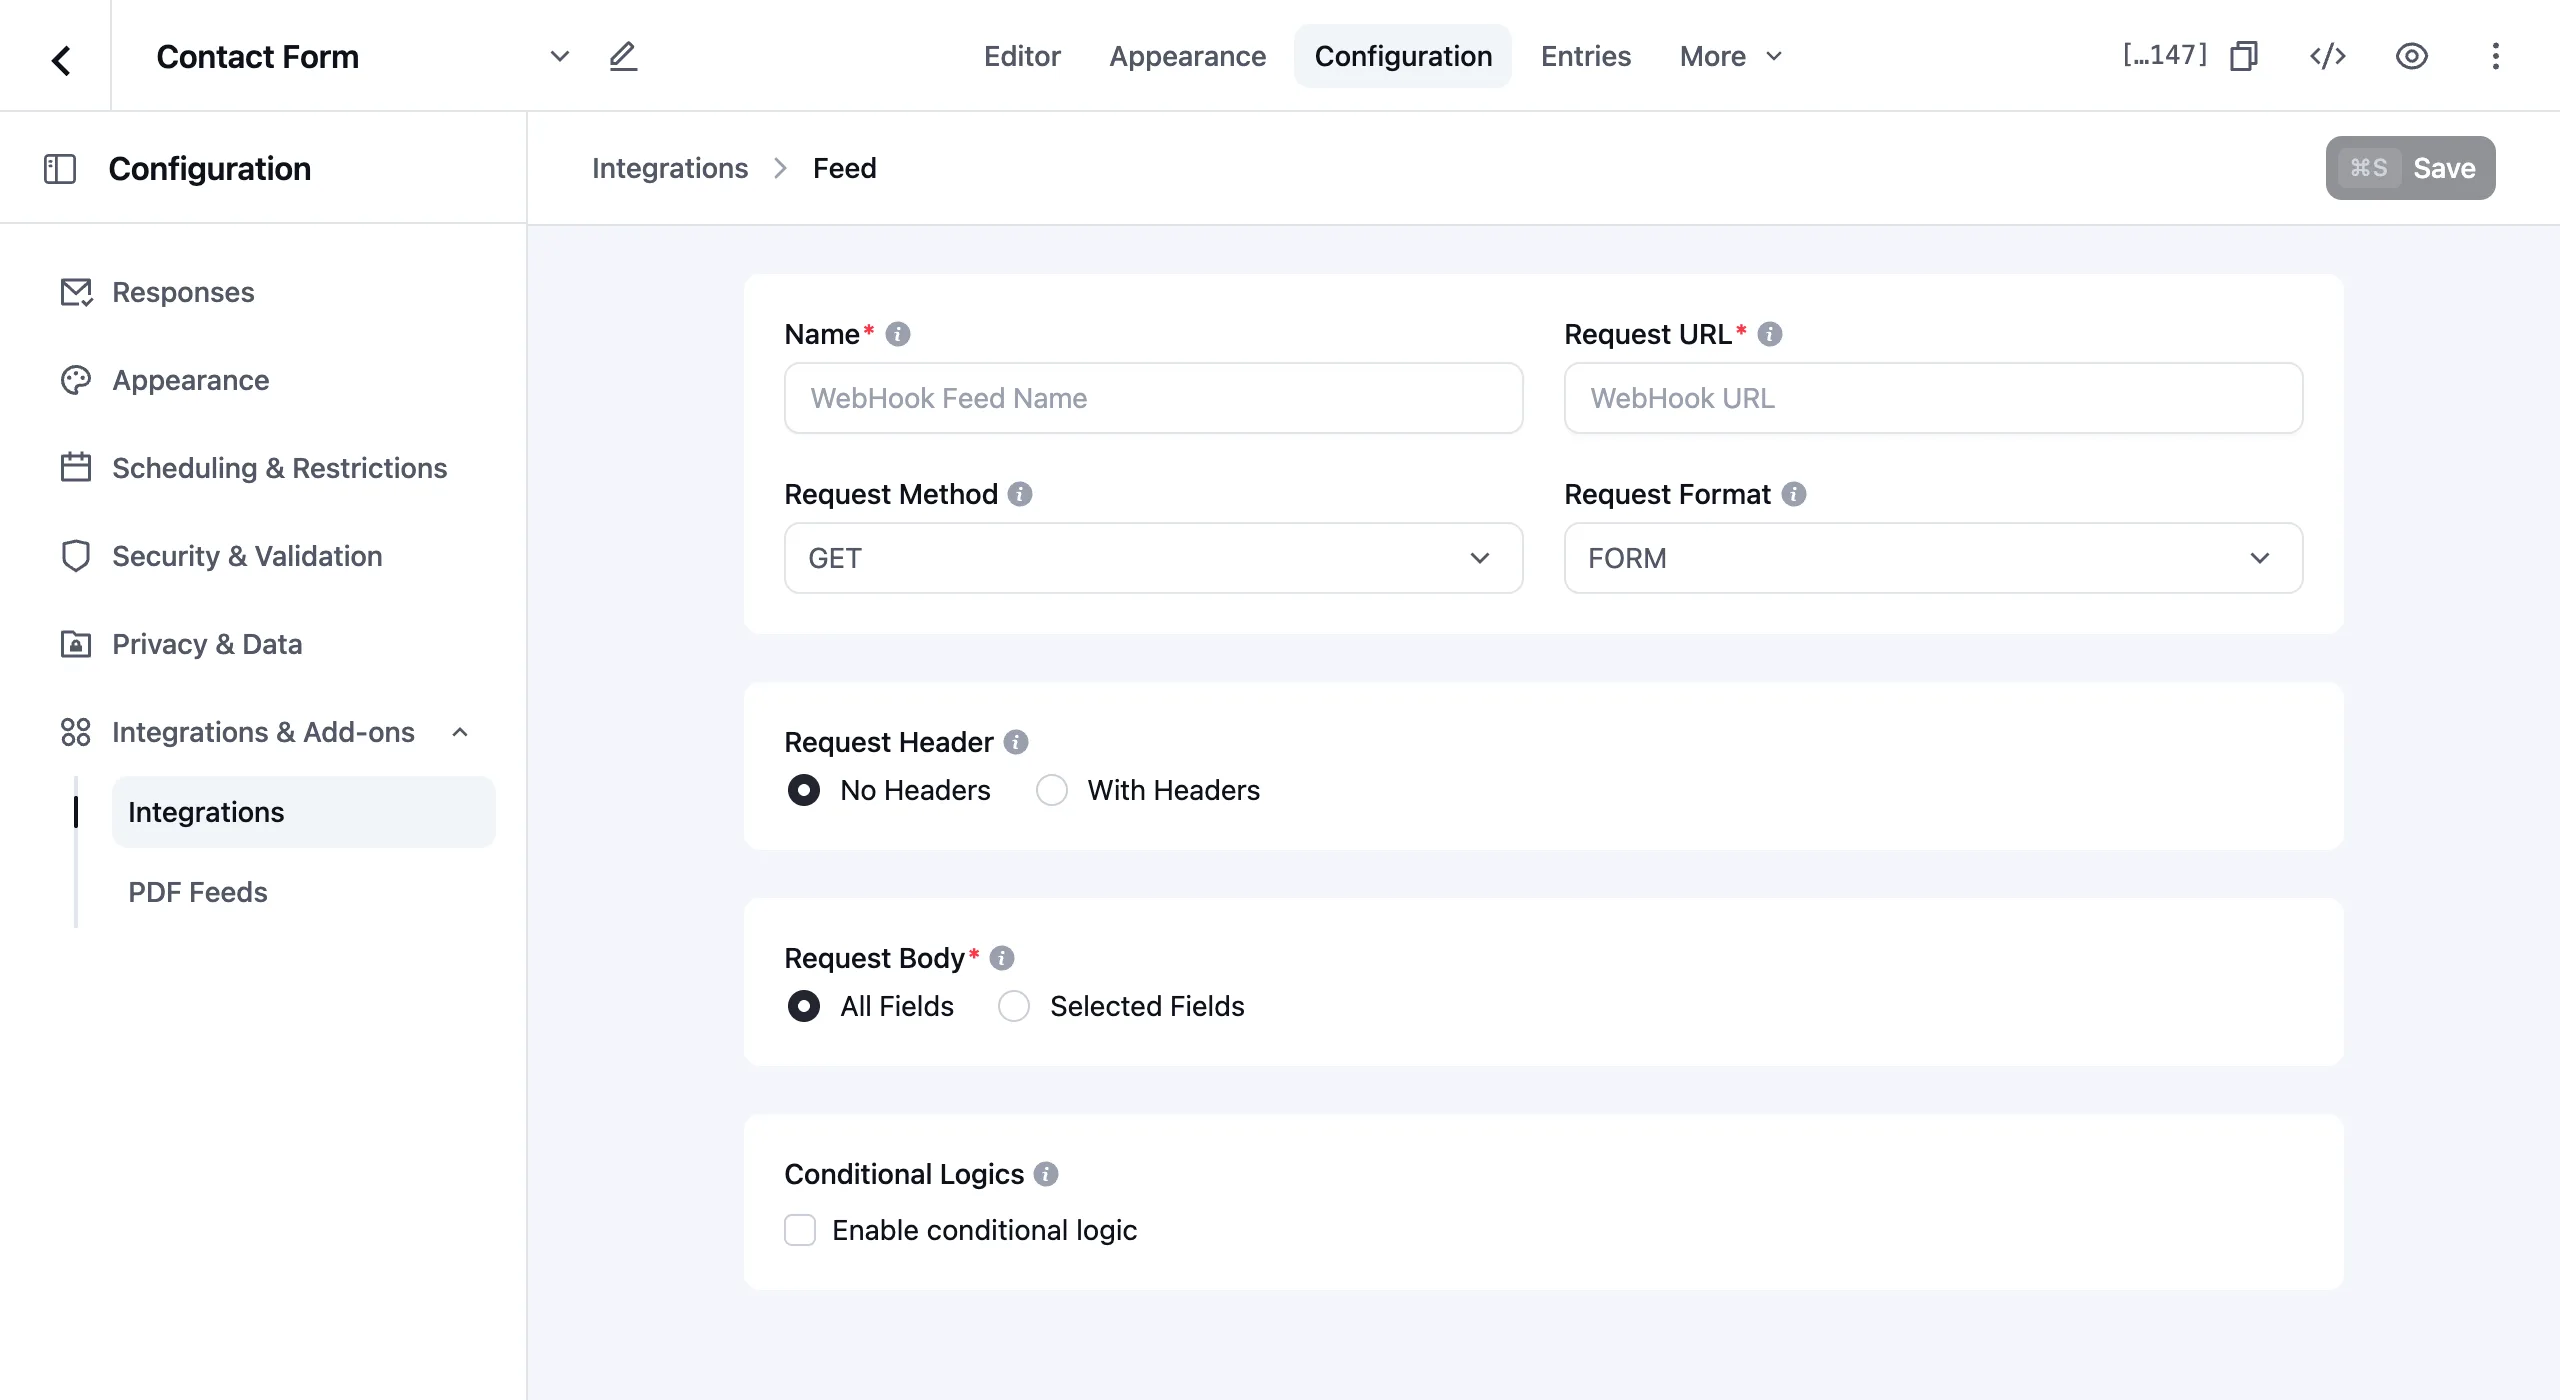 Contact Form
Editor
Appearance
Configuration
Entries
More
[…147]
</>
Configuration
Integrations
Feed
⌘S Save
Responses
Appearance
Scheduling & Restrictions
Security & Validation
Privacy & Data
Integrations & Add-ons
Integrations
PDF Feeds
Name*
Request URL*
WebHook Feed Name
WebHook URL
Request Method
Request Format
GET
FORM
Request Header
No Headers
With Headers
Request Body*
All Fields
Selected Fields
Conditional Logics
Enable conditional logic